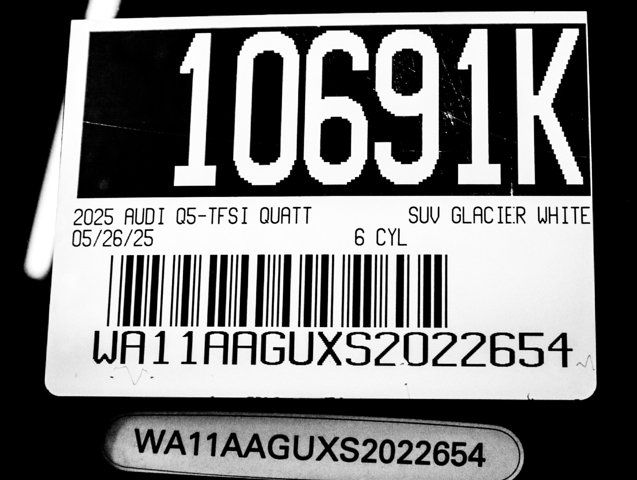 10691K
2025 AUDI Q5-TFSI QUATT SUV GLACIER WHITE
05/26/25 6 CYL
WA11AAGUXS2022654
WA11AAGUXS2022654